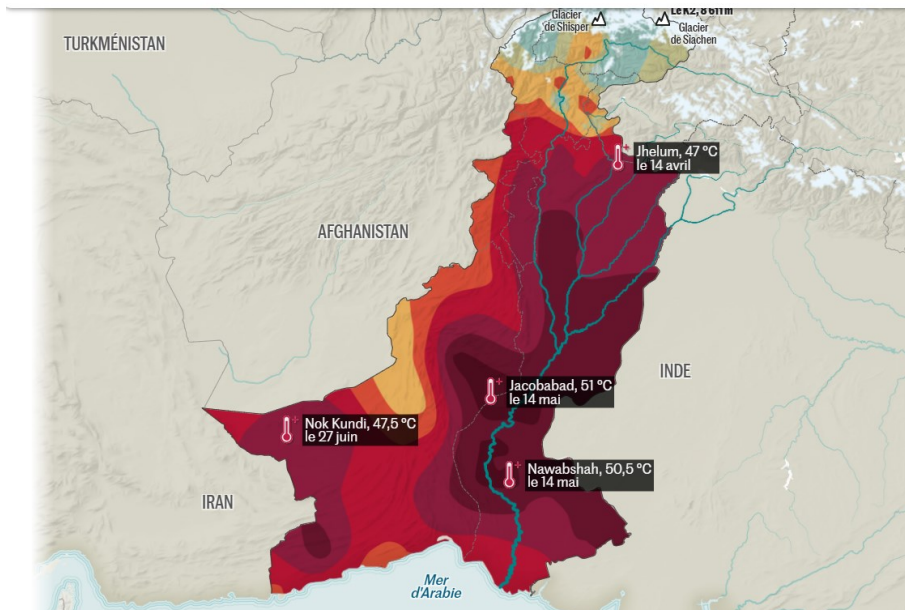 Glacier
de Shisper
Le K2, 8 611 m
Glacier
de Siachen
TURKMÉNISTAN
Jhelum, 47 °C
le 14 avril
AFGHANISTAN
INDE
Jacobabad, 51 °C
le 14 mai
Nok Kundi, 47,5 °C
le 27 juin
Nawabshah, 50,5 °C
le 14 mai
IRAN
Mer
d'Arabie